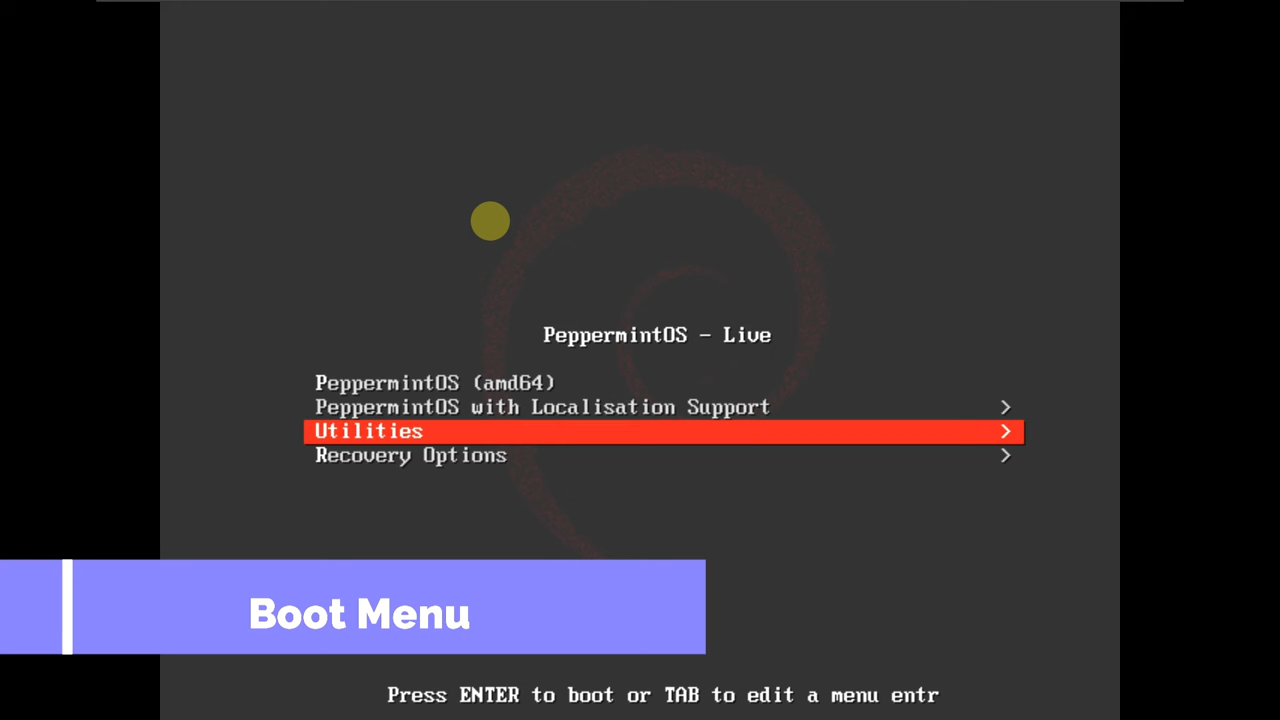 PeppermintOS - Live
PeppermintOS (amd64)
PeppermintOS with Localisation Support >
Utilities >
Recovery Options >
Boot Menu
Press ENTER to boot or TAB to edit a menu entr